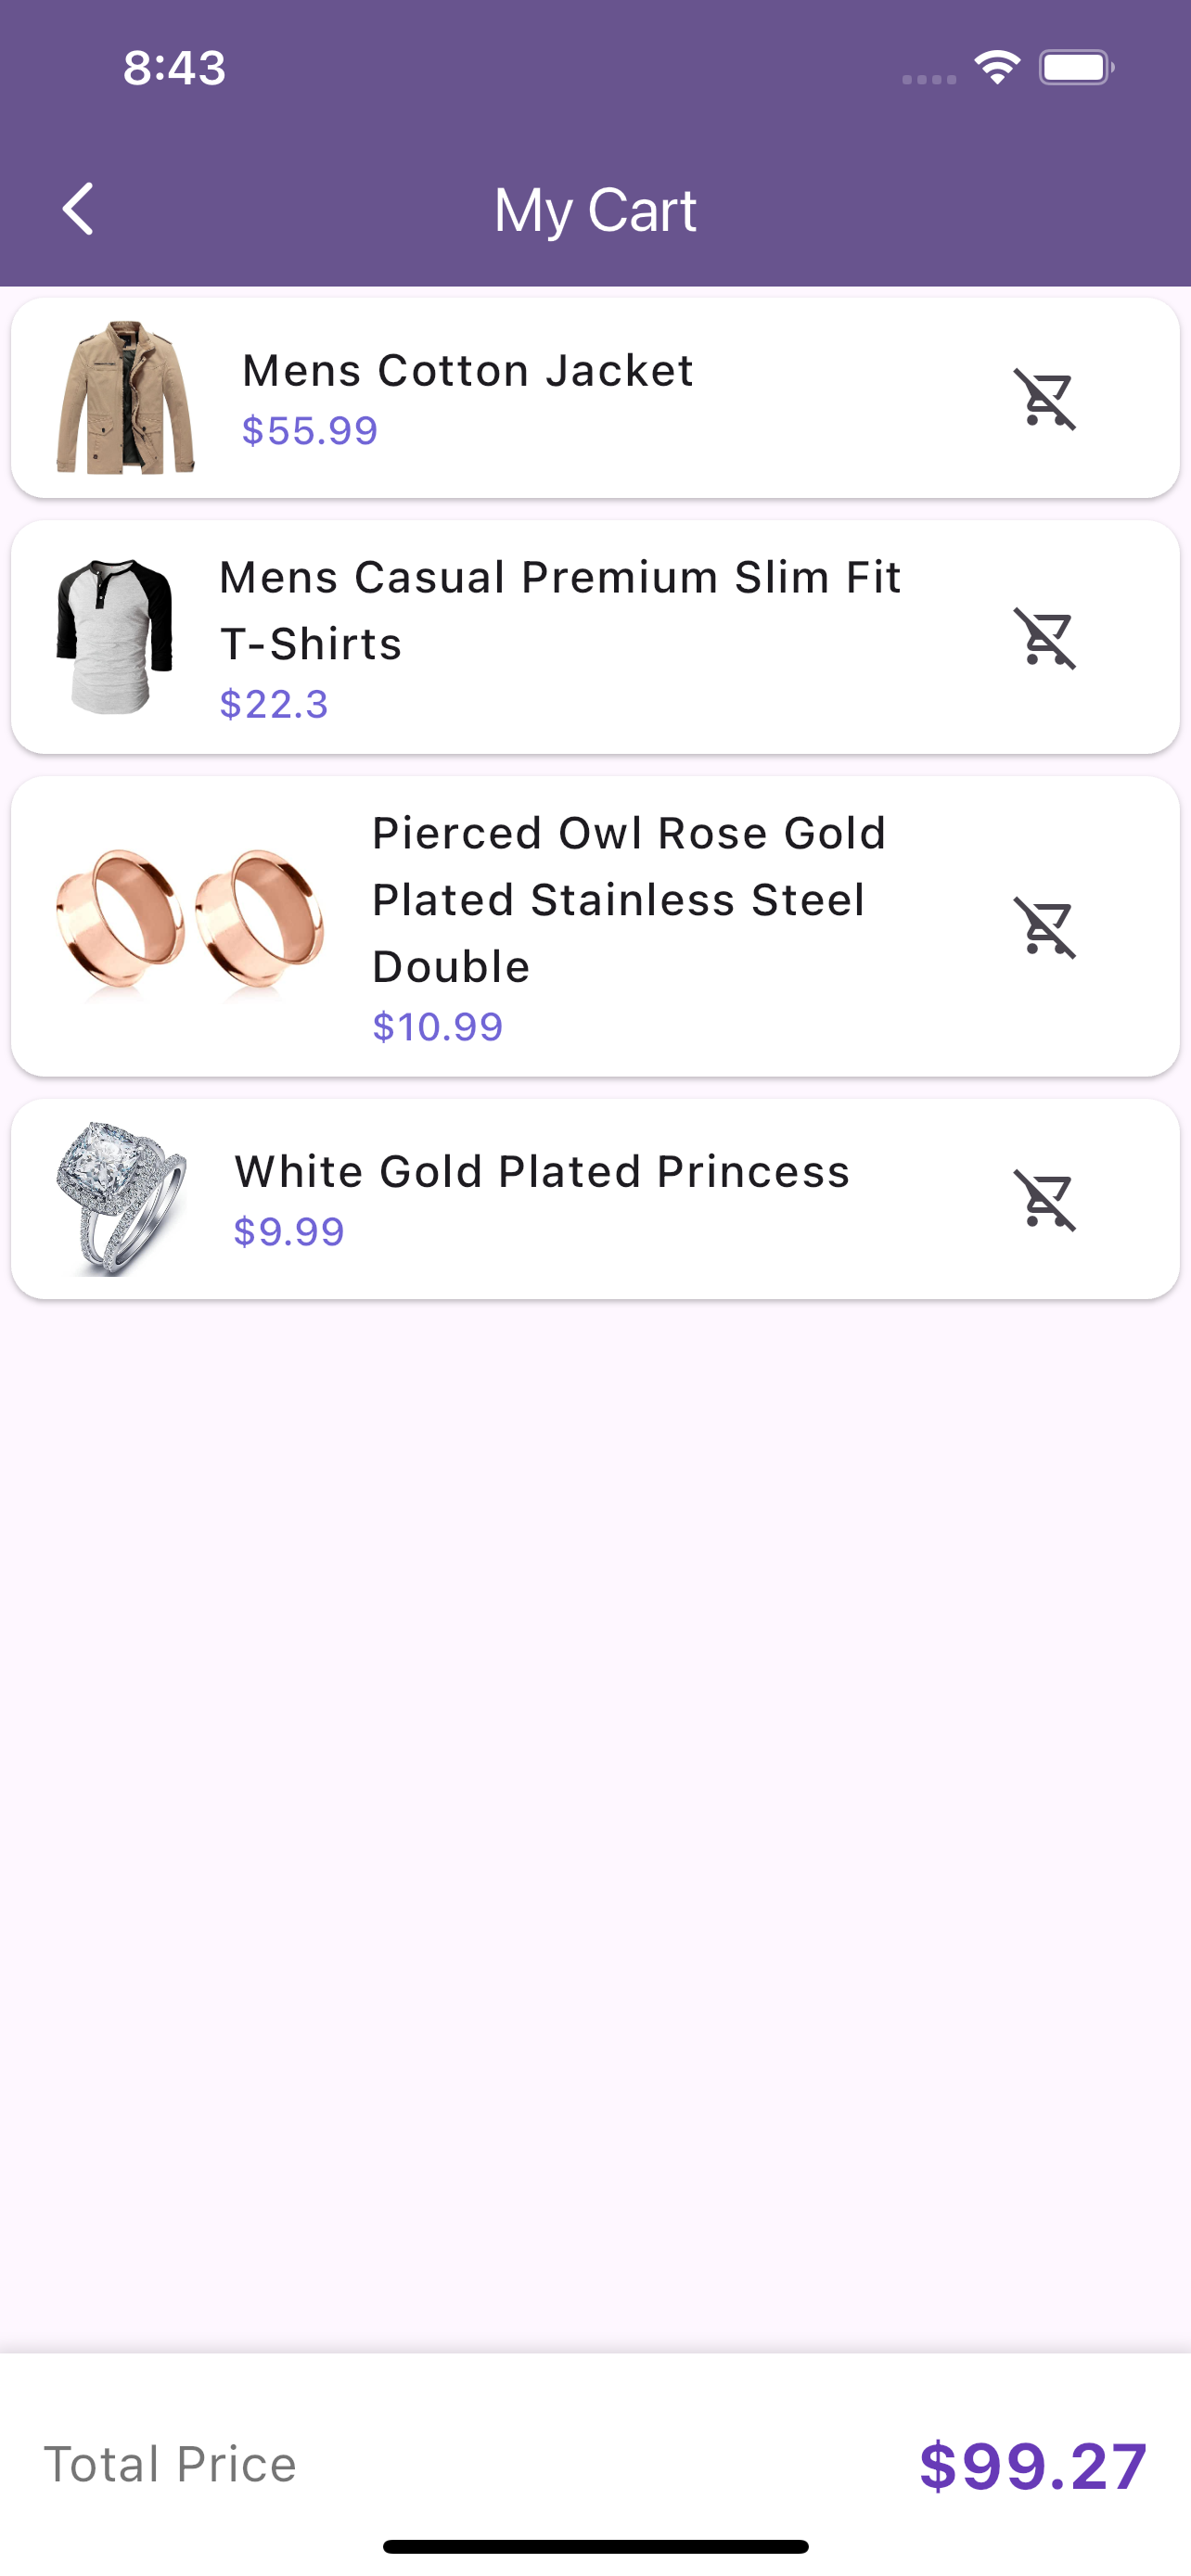 8:43
My Cart
Mens Cotton Jacket
$55.99
Mens Casual Premium Slim Fit
T-Shirts
$22.3
Pierced Owl Rose Gold
Plated Stainless Steel
Double
$10.99
White Gold Plated Princess
$9.99
Total Price $99.27